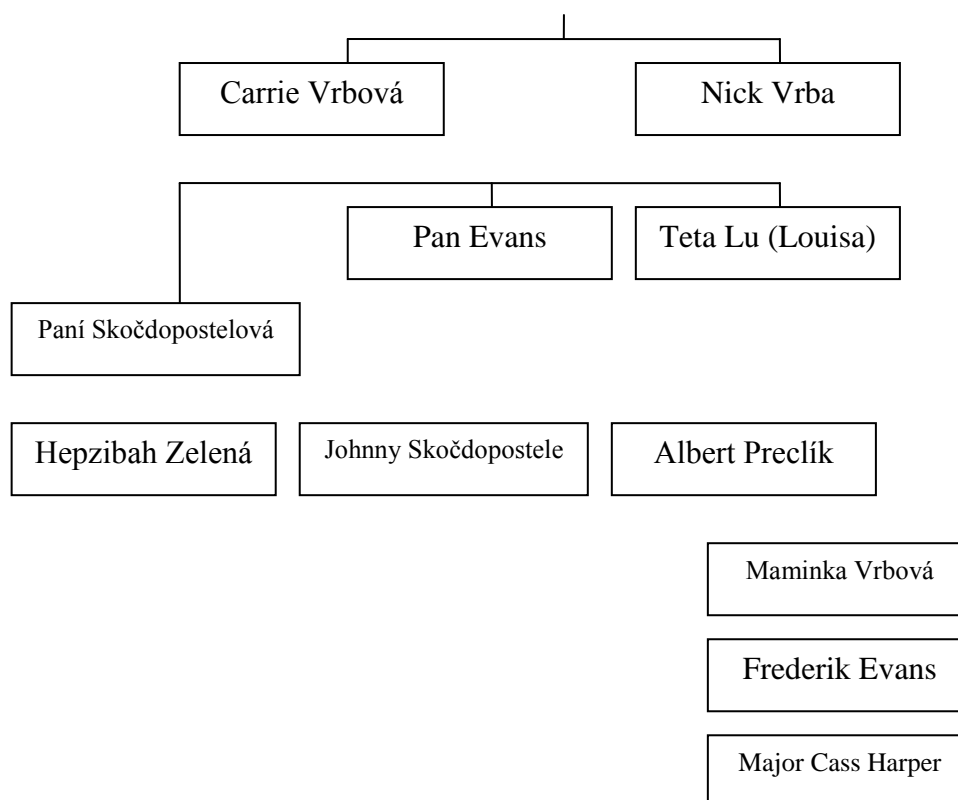 Carrie Vrbová
Nick Vrba
Pan Evans
Teta Lu (Louisa)
Paní Skočdopostelová
Hepzibah Zelená
Johnny Skočdopostele
Albert Preclík
Maminka Vrbová
Frederik Evans
Major Cass Harper